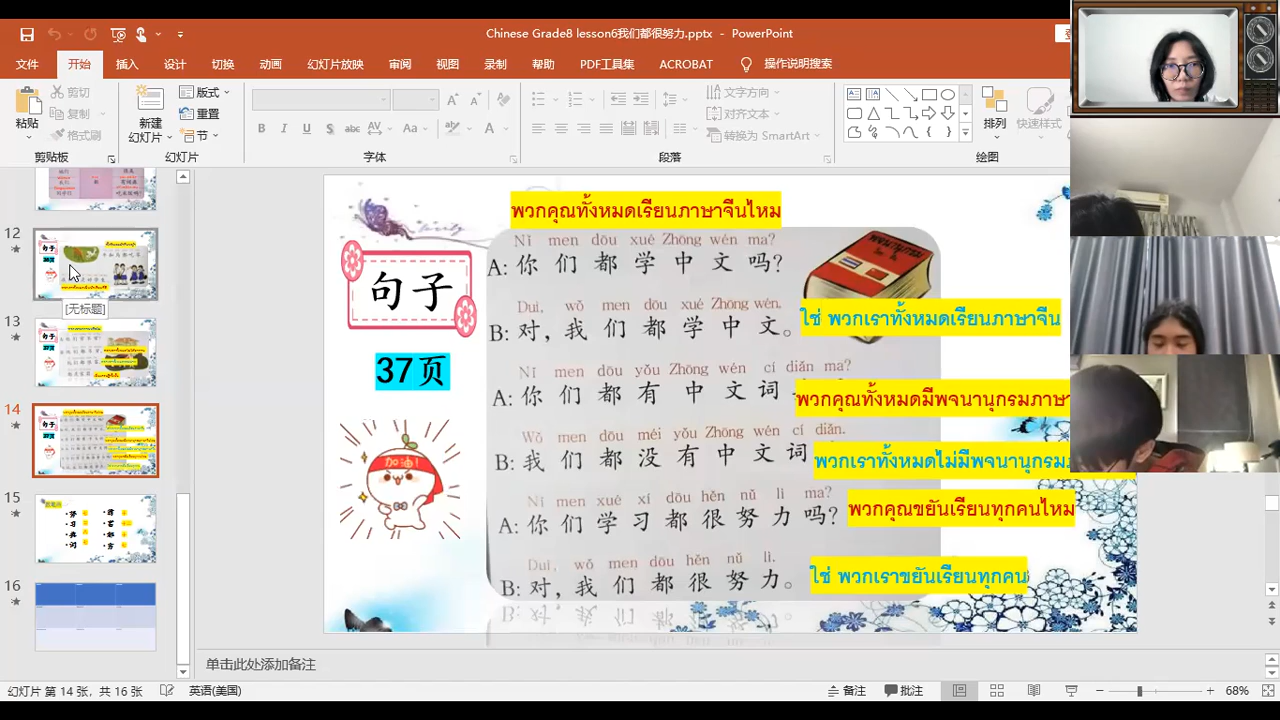 Chinese Grade8 lesson6我们都很努力.pptx - PowerPoint
文件 开始 插入 设计 切换 动画 幻灯片放映 审阅 视图 录制 帮助 PDF工具集 ACROBAT 操作说明搜索
粘贴 剪切 复制 格式刷 新建 幻灯片 版式 重置 节
B I U S abc AV Aa A
文字方向 对齐文本 转换为 SmartArt
排列 快速样式
剪贴板 幻灯片 字体 段落 绘图
12
[无标题]
13
14
15
16
พวกคุณทั้งหมดเรียนภาษาจีนไหม
句子
37页
加油!
Nǐ men dōu xué Zhōng wén ma?
A: 你们都学中文吗?
Duì, wǒ men dōu xué Zhōng wén.
B: 对,我们都学中文。
ใช่ พวกเราทั้งหมดเรียนภาษาจีน
Nǐ men dōu yǒu Zhōng wén cí diǎn ma?
A: 你们都有中文词
พวกคุณทั้งหมดมีพจนานุกรมภาษา
Wǒ men dōu méi yǒu Zhōng wén cí diǎn.
B: 我们都没有中文词
พวกเราทั้งหมดไม่มีพจนานุกรม
Nǐ men xué xí dōu hěn nǔ lì ma?
A: 你们学习都很努力吗?
พวกคุณขยันเรียนทุกคนไหม
Duì, wǒ men dōu hěn nǔ lì.
B: 对,我们都很努力。
ใช่ พวกเราขยันเรียนทุกคน
单击此处添加备注
幻灯片 第 14 张, 共 16 张 英语(美国) 备注 批注 68%